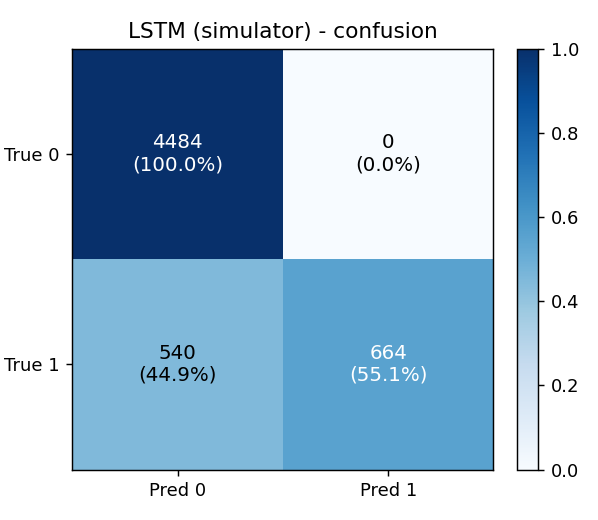 LSTM (simulator) - confusion
True 0
4484
(100.0%)
0
(0.0%)
True 1
540
(44.9%)
664
(55.1%)
Pred 0
Pred 1
1.0
0.8
0.6
0.4
0.2
0.0